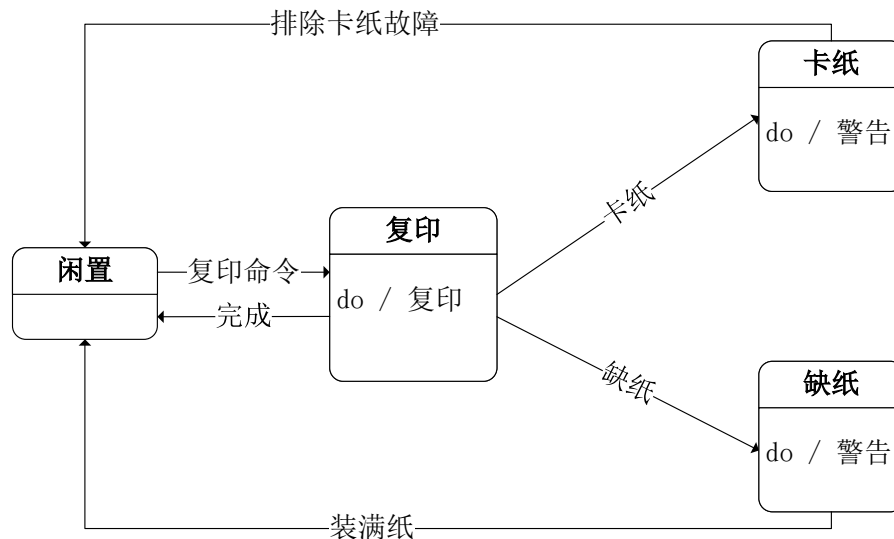 排除卡纸故障
卡纸
do / 警告
卡纸
复印
do / 复印
闲置
复印命令
完成
缺纸
缺纸
do / 警告
装满纸